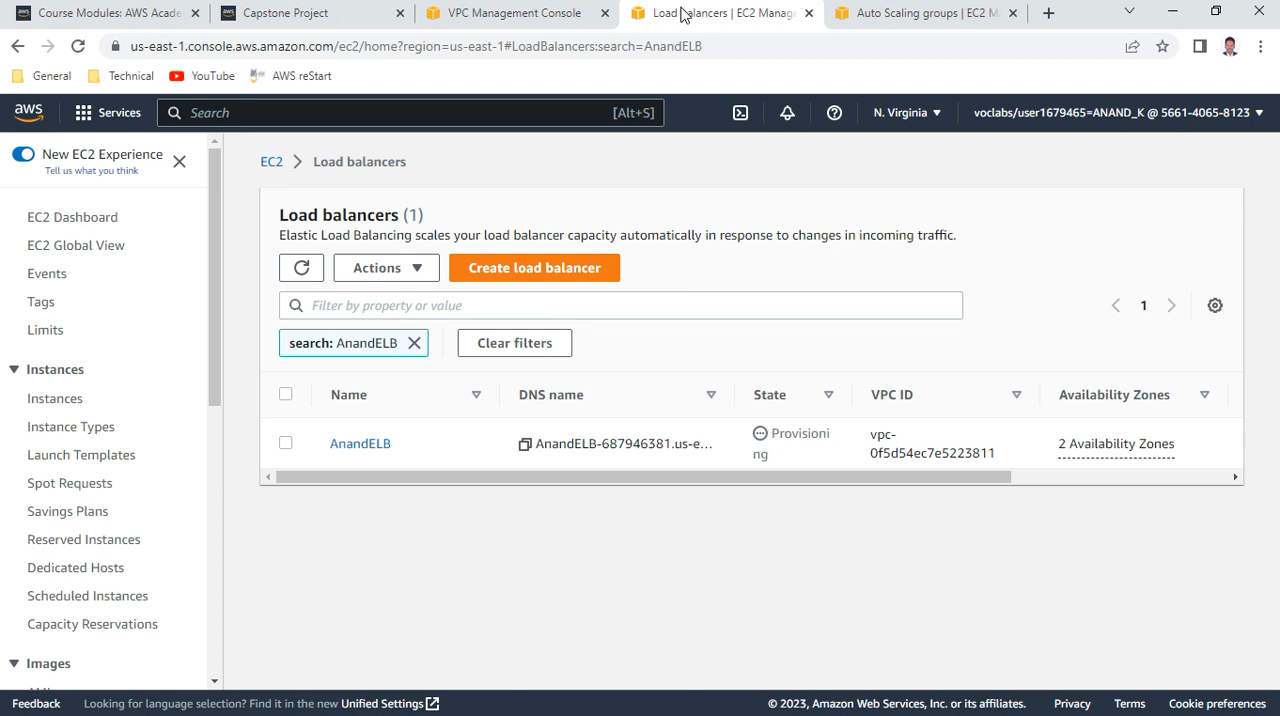 Course Modules: AWS Acade
Capstone Project
VPC Management Console
Load balancers | EC2 Manag
Auto Scaling groups | EC2 M
us-east-1.console.aws.amazon.com/ec2/home?region=us-east-1#LoadBalancers:search=AnandELB
General
Technical
YouTube
AWS reStart
aws
Services
Search
[Alt+S]
N. Virginia
voclabs/user1679465=ANAND_K @ 5661-4065-8123
New EC2 Experience
Tell us what you think
EC2 Dashboard
EC2 Global View
Events
Tags
Limits
Instances
Instances
Instance Types
Launch Templates
Spot Requests
Savings Plans
Reserved Instances
Dedicated Hosts
Scheduled Instances
Capacity Reservations
Images
EC2 > Load balancers
Load balancers (1)
Elastic Load Balancing scales your load balancer capacity automatically in response to changes in incoming traffic.
Actions
Create load balancer
Filter by property or value
1
search: AnandELB
Clear filters
Name
DNS name
State
VPC ID
Availability Zones
AnandELB
AnandELB-687946381.us-e...
Provisioni
ng
vpc-
0f5d54ec7e5223811
2 Availability Zones
Feedback
Looking for language selection? Find it in the new Unified Settings
© 2023, Amazon Web Services, Inc. or its affiliates.
Privacy
Terms
Cookie preferences